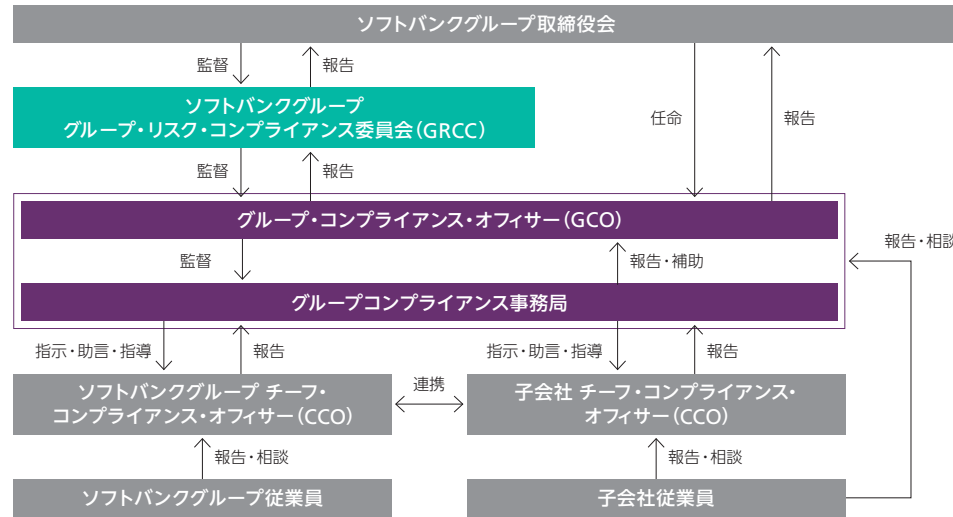 ソフトバンクグループ取締役会
監督
報告
ソフトバンクグループ
グループ・リスク・コンプライアンス委員会(GRCC)
任命
報告
監督
報告
グループ・コンプライアンス・オフィサー(GCO)
監督
報告・補助
報告・相談
グループコンプライアンス事務局
指示・助言・指導
報告
指示・助言・指導
報告
ソフトバンクグループ チーフ・
コンプライアンス・オフィサー(CCO)
連携
子会社 チーフ・コンプライアンス・
オフィサー(CCO)
報告・相談
報告・相談
ソフトバンクグループ従業員
子会社従業員